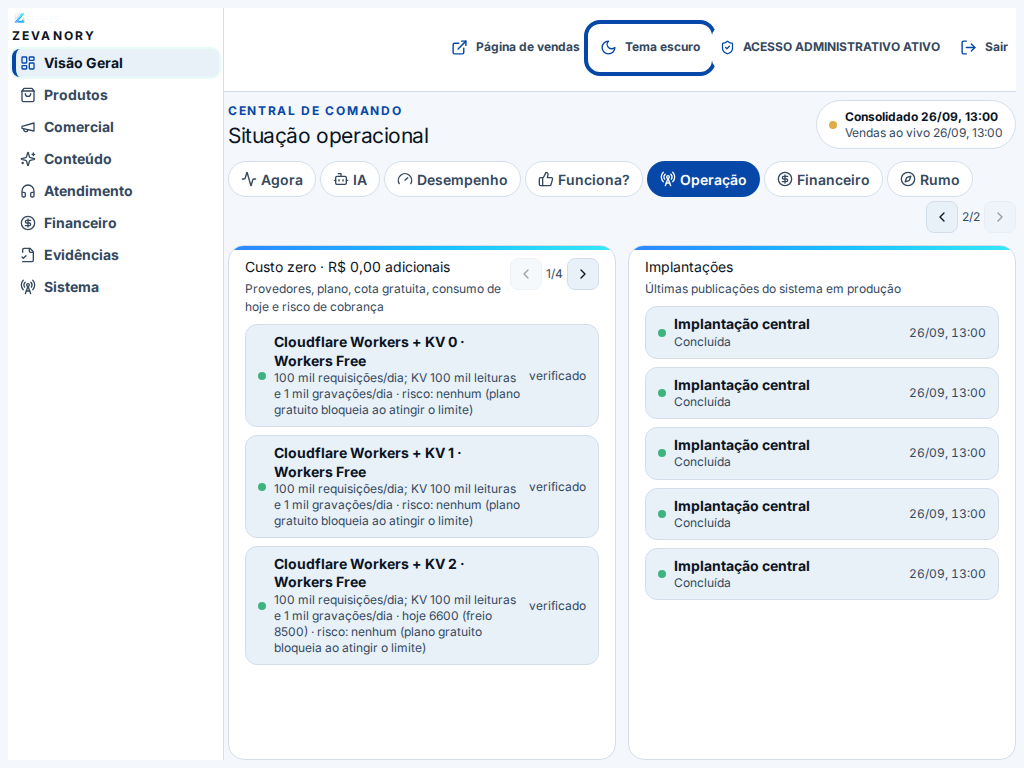 ZEVANORY
Visão Geral
Produtos
Comercial
Conteúdo
Atendimento
Financeiro
Evidências
Sistema
Página de vendas
Tema escuro
ACESSO ADMINISTRATIVO ATIVO
Sair
CENTRAL DE COMANDO
Situação operacional
Consolidado 26/09, 13:00
Vendas ao vivo 26/09, 13:00
Agora
IA
Desempenho
Funciona?
Operação
Financeiro
Rumo
2/2
Custo zero · R$ 0,00 adicionais
Provedores, plano, cota gratuita, consumo de
hoje e risco de cobrança
1/4
Cloudflare Workers + KV 0 ·
Workers Free
100 mil requisições/dia; KV 100 mil leituras
e 1 mil gravações/dia · risco: nenhum (plano
gratuito bloqueia ao atingir o limite)
verificado
Cloudflare Workers + KV 1 ·
Workers Free
100 mil requisições/dia; KV 100 mil leituras
e 1 mil gravações/dia · risco: nenhum (plano
gratuito bloqueia ao atingir o limite)
verificado
Cloudflare Workers + KV 2 ·
Workers Free
100 mil requisições/dia; KV 100 mil leituras
e 1 mil gravações/dia · hoje 6600 (freio
8500) · risco: nenhum (plano gratuito
bloqueia ao atingir o limite)
verificado
Implantações
Últimas publicações do sistema em produção
Implantação central
Concluída
26/09, 13:00
Implantação central
Concluída
26/09, 13:00
Implantação central
Concluída
26/09, 13:00
Implantação central
Concluída
26/09, 13:00
Implantação central
Concluída
26/09, 13:00